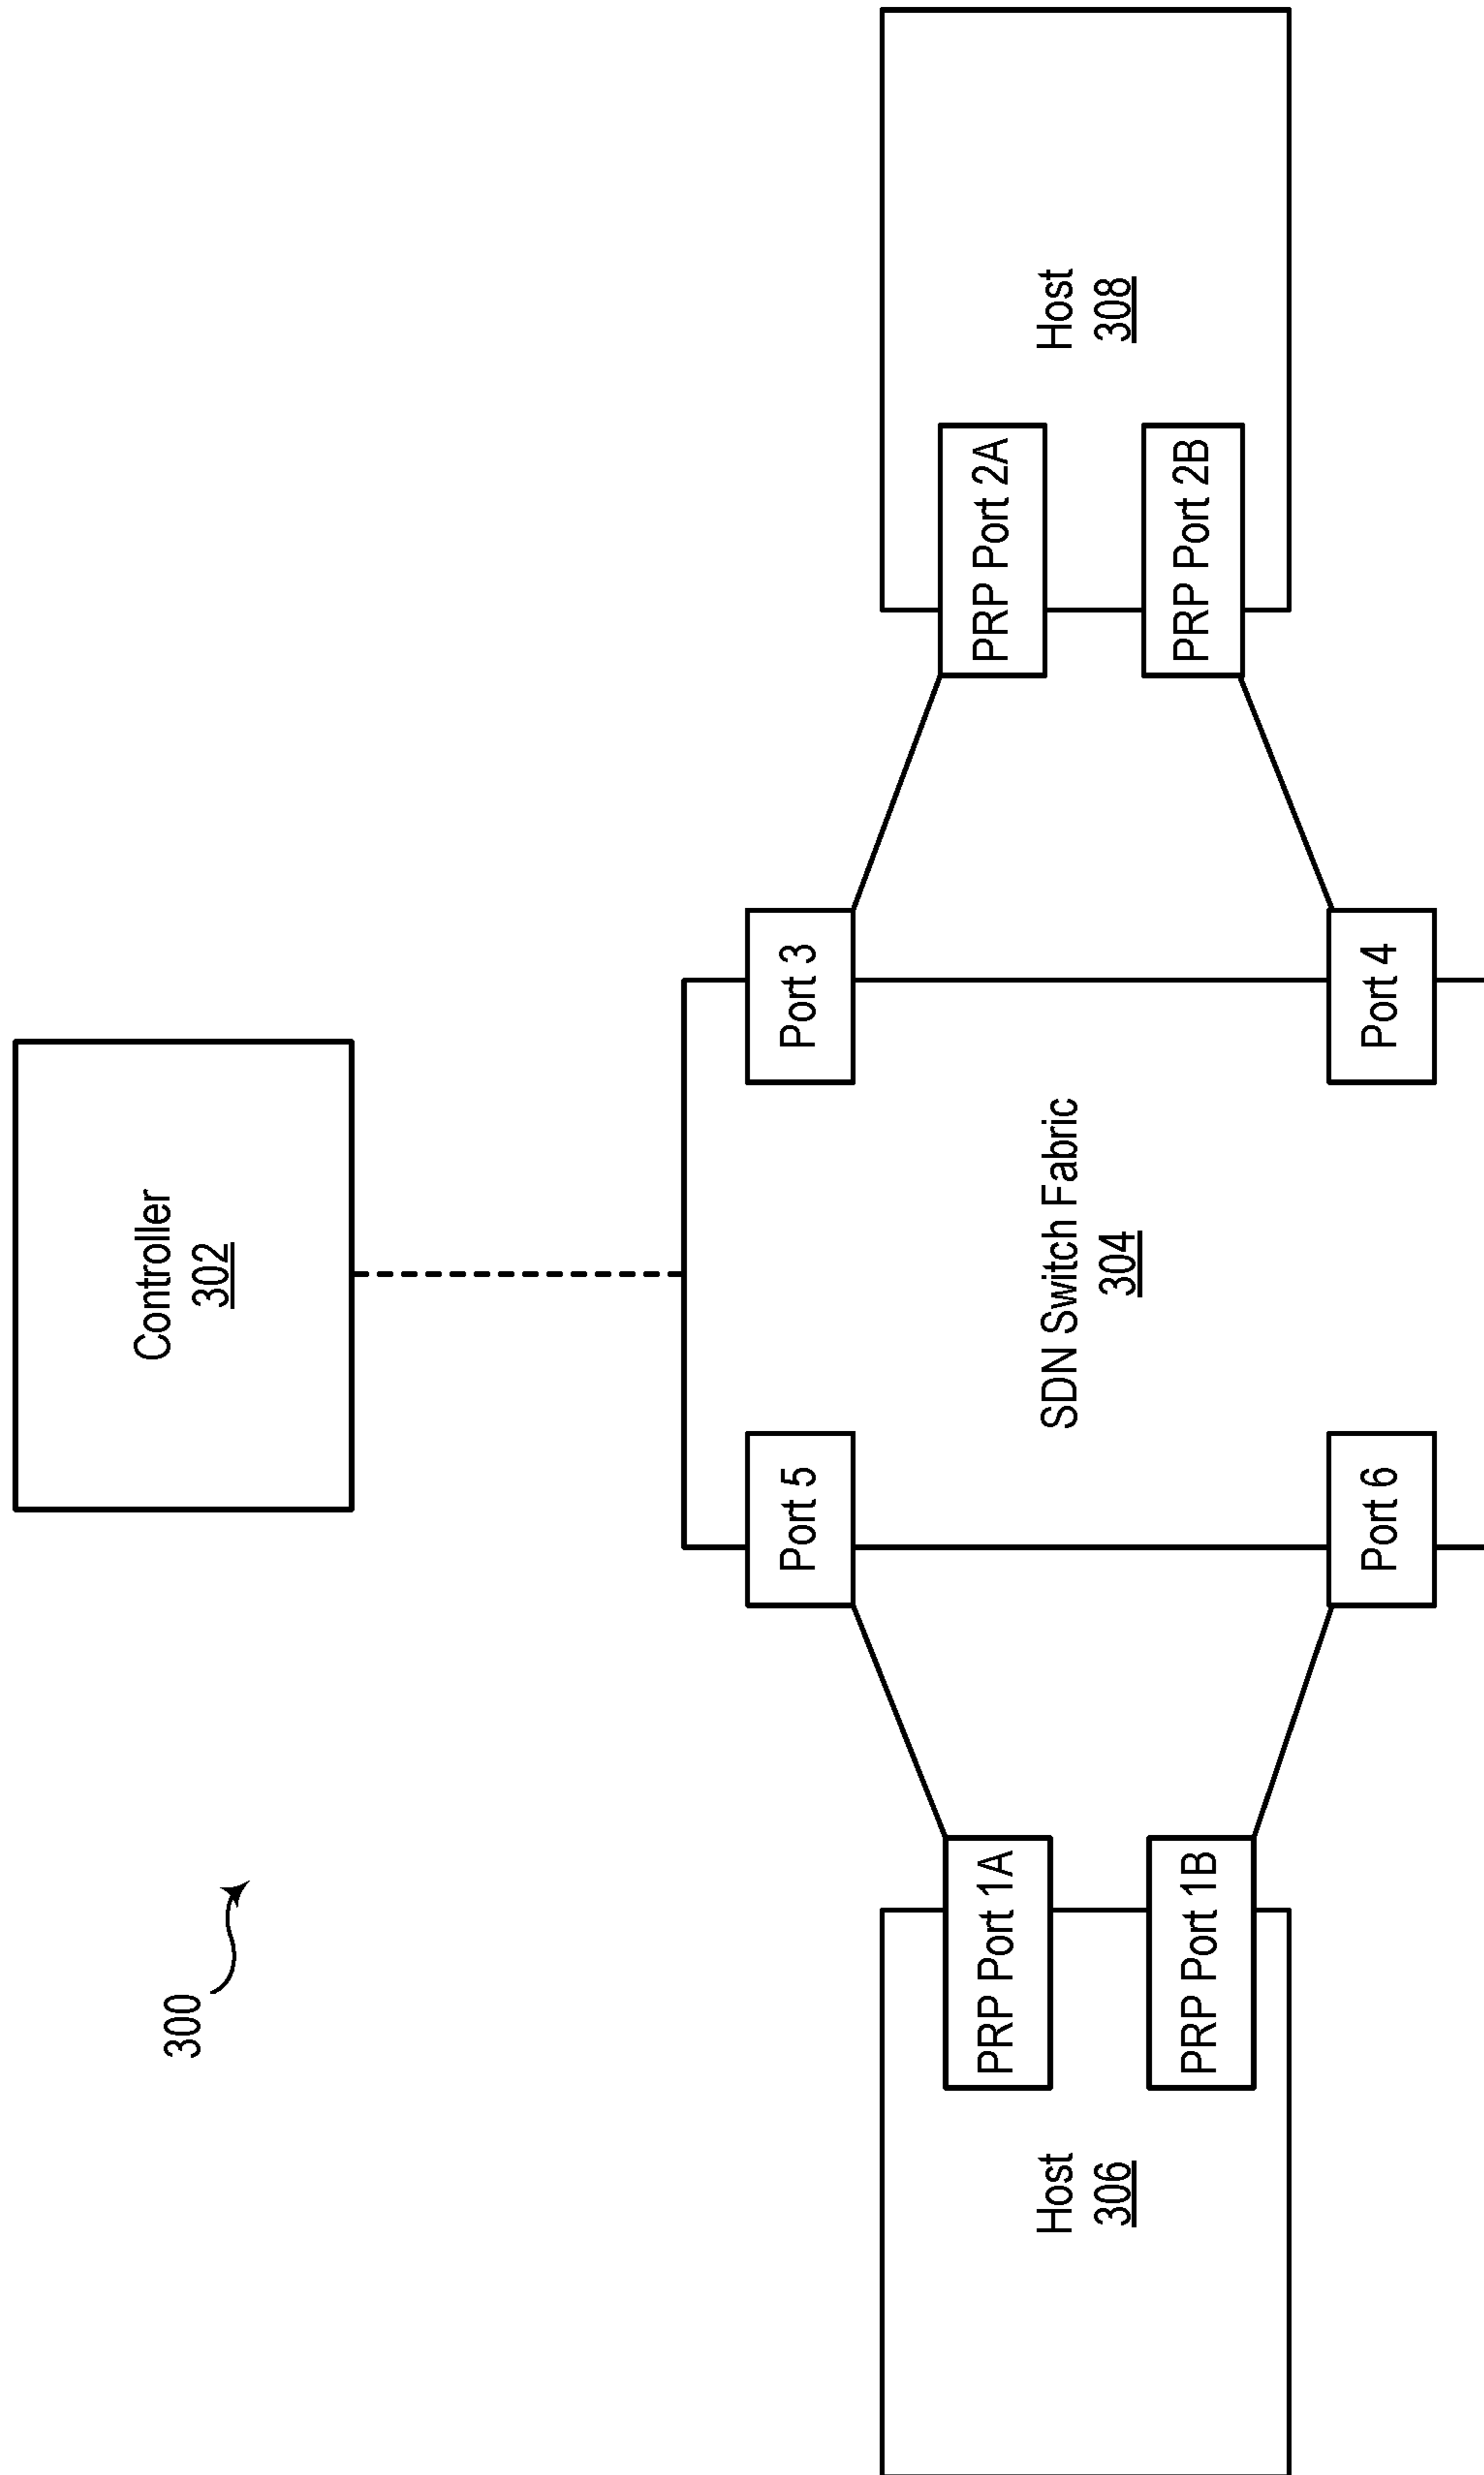 300
Controller
302
Port 5
Port 3
PRP Port 1A
PRP Port 2A
Host
306
SDN Switch Fabric
304
Host
308
PRP Port 1B
PRP Port 2B
Port 6
Port 4